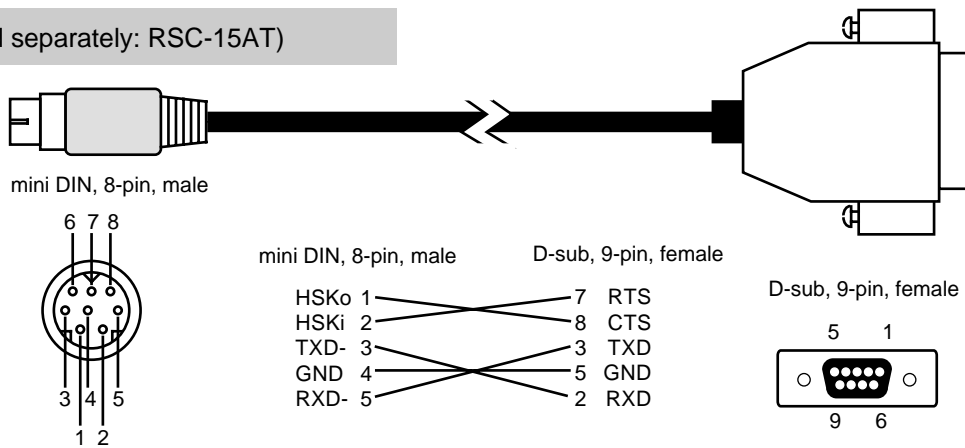 separately: RSC-15AT)
mini DIN, 8-pin, male
6 7 8
3 4 5
1 2
mini DIN, 8-pin, male D-sub, 9-pin, female
HSKo 1 7 RTS
HSKi 2 8 CTS
TXD- 3 3 TXD
GND 4 5 GND
RXD- 5 2 RXD
D-sub, 9-pin, female
5 1
9 6